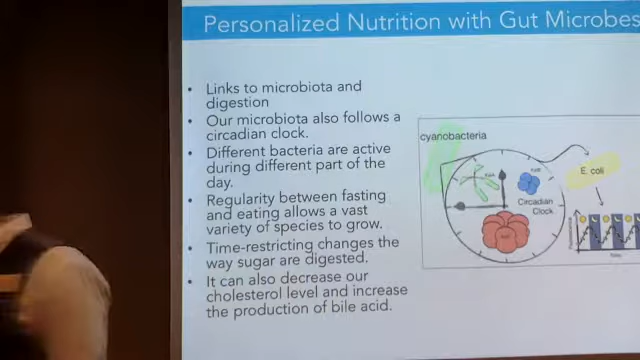 Personalized Nutrition with Gut Microbes
• Links to microbiota and
digestion
• Our microbiota also follows a
circadian clock.
• Different bacteria are active
during different part of the
day.
• Regularity between fasting
and eating allows a vast
variety of species to grow.
• Time-restricting changes the
way sugar are digested.
• It can also decrease our
cholesterol level and increase
the production of bile acid.
cyanobacteria
E. coli
Circadian
Clock